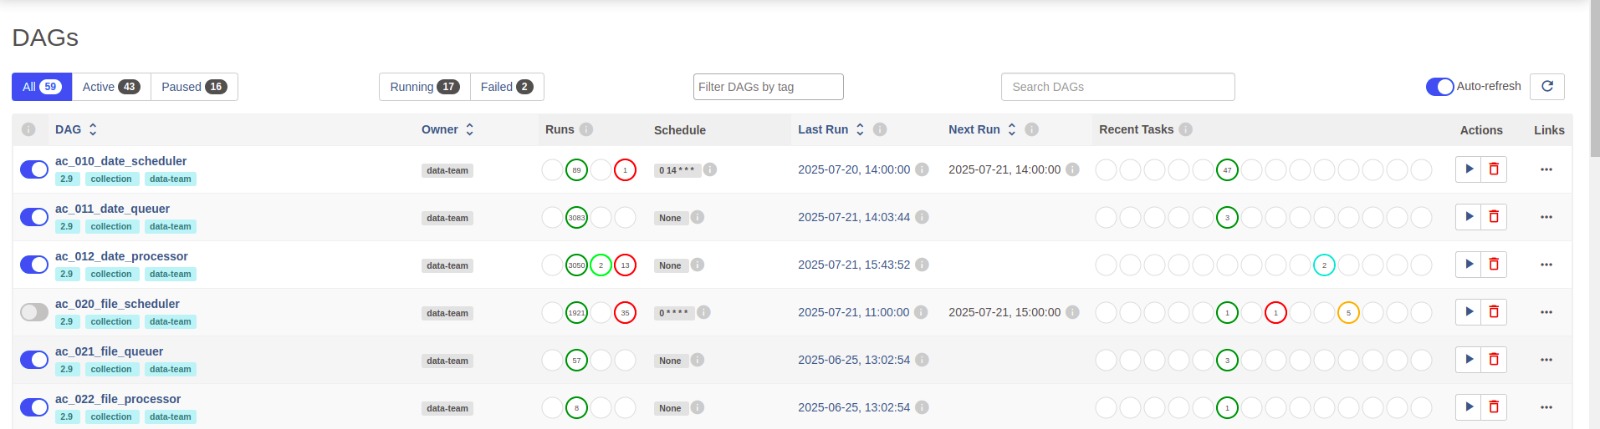 DAGs
All 59 Active 43 Paused 16 Running 17 Failed 2 Filter DAGs by tag Search DAGs Auto-refresh
DAG Owner Runs Schedule Last Run Next Run Recent Tasks Actions Links
ac_010_date_scheduler
2.9 collection data-team
data-team 89 1 0 14 * * * 2025-07-20, 14:00:00 2025-07-21, 14:00:00 47
ac_011_date_queuer
2.9 collection data-team
data-team 3083 None 2025-07-21, 14:03:44 3
ac_012_date_processor
2.9 collection data-team
data-team 3050 2 13 None 2025-07-21, 15:43:52 2
ac_020_file_scheduler
2.9 collection data-team
data-team 1921 35 0 * * * * 2025-07-21, 11:00:00 2025-07-21, 15:00:00 1 1 5
ac_021_file_queuer
2.9 collection data-team
data-team 57 None 2025-06-25, 13:02:54 3
ac_022_file_processor
2.9 collection data-team
data-team 8 None 2025-06-25, 13:02:54 1